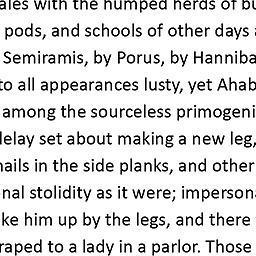 ales with the humped herds of bu
pods, and schools of other days a
Semiramis, by Porus, by Hanniba
to all appearances lusty, yet Ahab
among the sourceless primogeni
delay set about making a new leg,
nails in the side planks, and other
onal stolidity as it were; impersona
ke him up by the legs, and there
raped to a lady in a parlor. Those